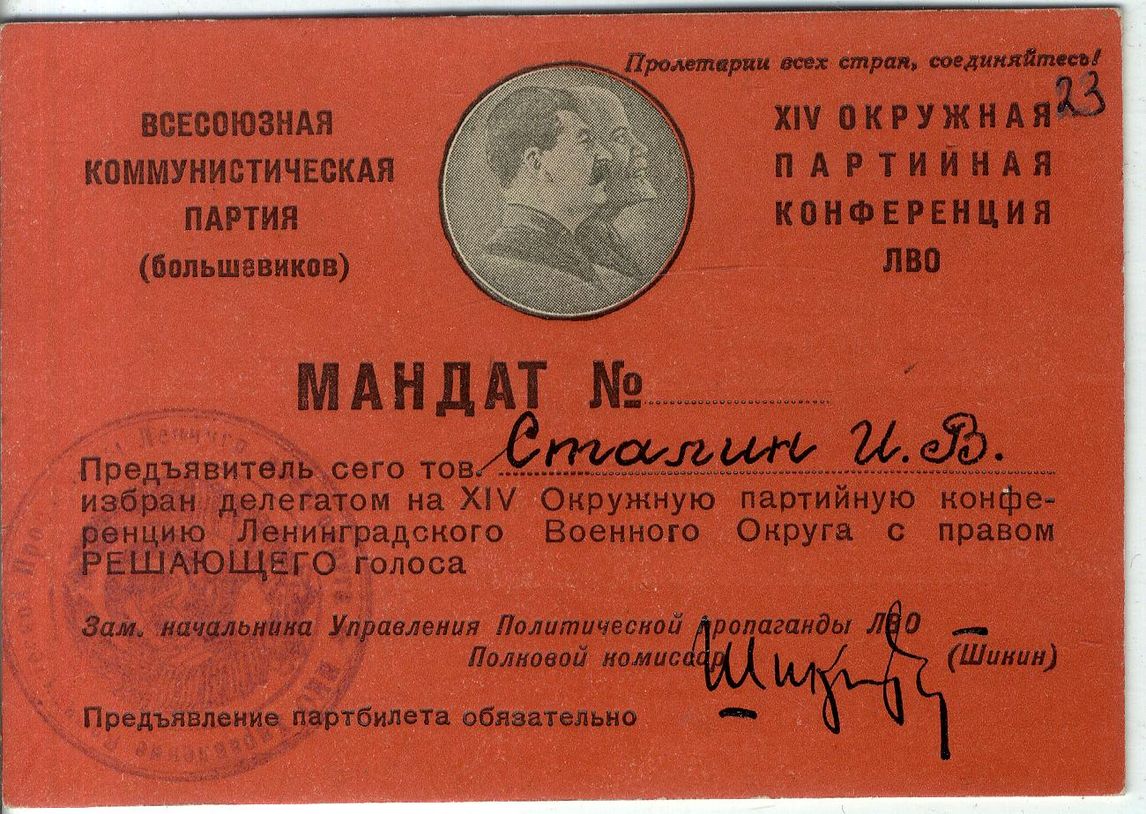 Пролетарии всех стран, соединяйтесь!
23
ВСЕСОЮЗНАЯ
КОММУНИСТИЧЕСКАЯ
ПАРТИЯ
(большевиков)
XIV ОКРУЖНАЯ
ПАРТИЙНАЯ
КОНФЕРЕНЦИЯ
ЛВО
МАНДАТ №
Предъявитель сего тов. Сталин И. В.
избран делегатом на XIV Окружную партийную конфе-
ренцию Ленинградского Военного Округа с правом
РЕШАЮЩЕГО голоса
Зам. начальника Управления Политической пропаганды ЛВО
Полковой комиссар (Шикин)
Предъявление партбилета обязательно